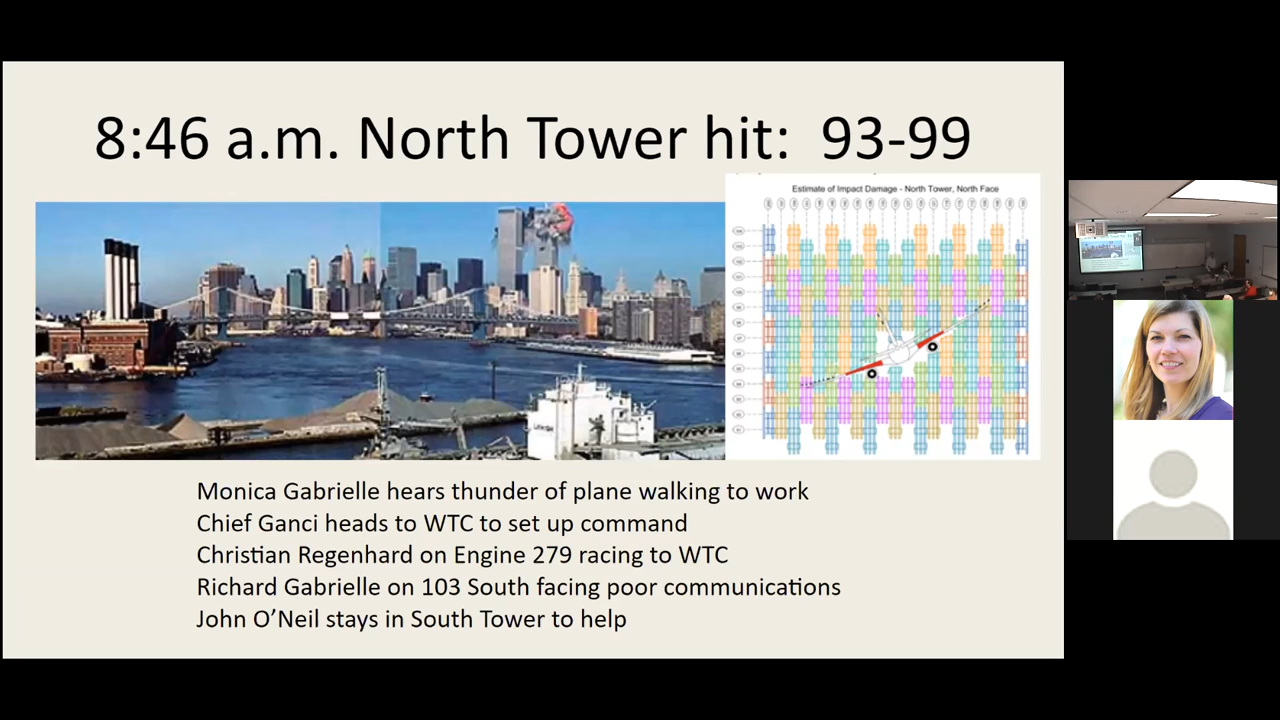 8:46 a.m. North Tower hit: 93-99
Estimate of Impact Damage - North Tower, North Face
Monica Gabrielle hears thunder of plane walking to work
Chief Ganci heads to WTC to set up command
Christian Regenhard on Engine 279 racing to WTC
Richard Gabrielle on 103 South facing poor communications
John O’Neil stays in South Tower to help